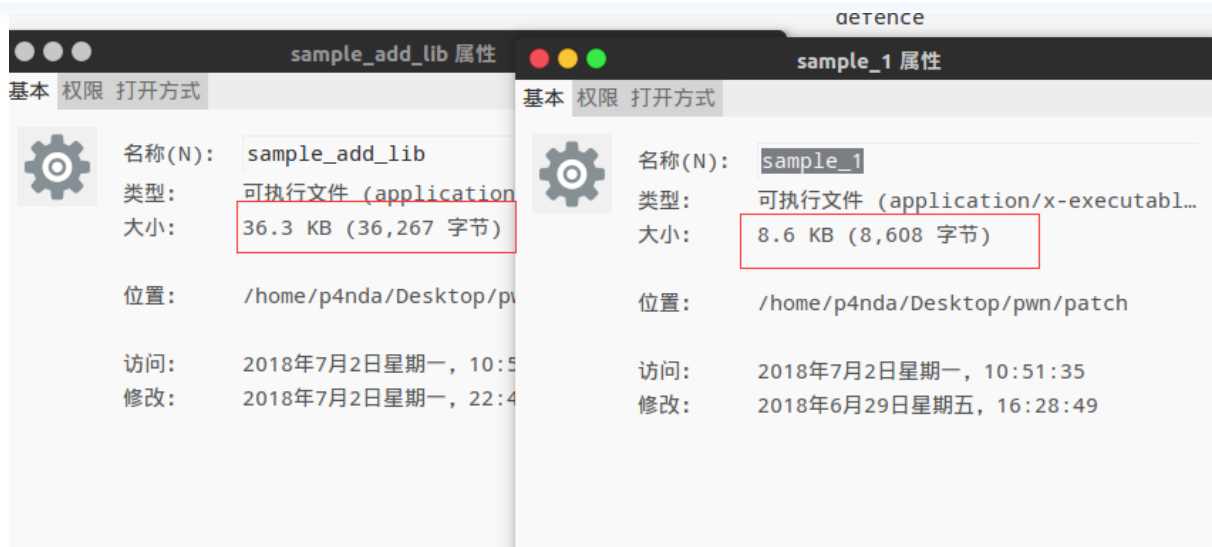 defence
sample_add_lib 属性
基本 权限 打开方式
名称(N): sample_add_lib
类型: 可执行文件 (application
大小: 36.3 KB (36,267 字节)
位置: /home/p4nda/Desktop/pw
访问: 2018年7月2日星期一, 10:5
修改: 2018年7月2日星期一, 22:4
sample_1 属性
基本 权限 打开方式
名称(N): sample_1
类型: 可执行文件 (application/x-executabl…
大小: 8.6 KB (8,608 字节)
位置: /home/p4nda/Desktop/pwn/patch
访问: 2018年7月2日星期一, 10:51:35
修改: 2018年6月29日星期五, 16:28:49